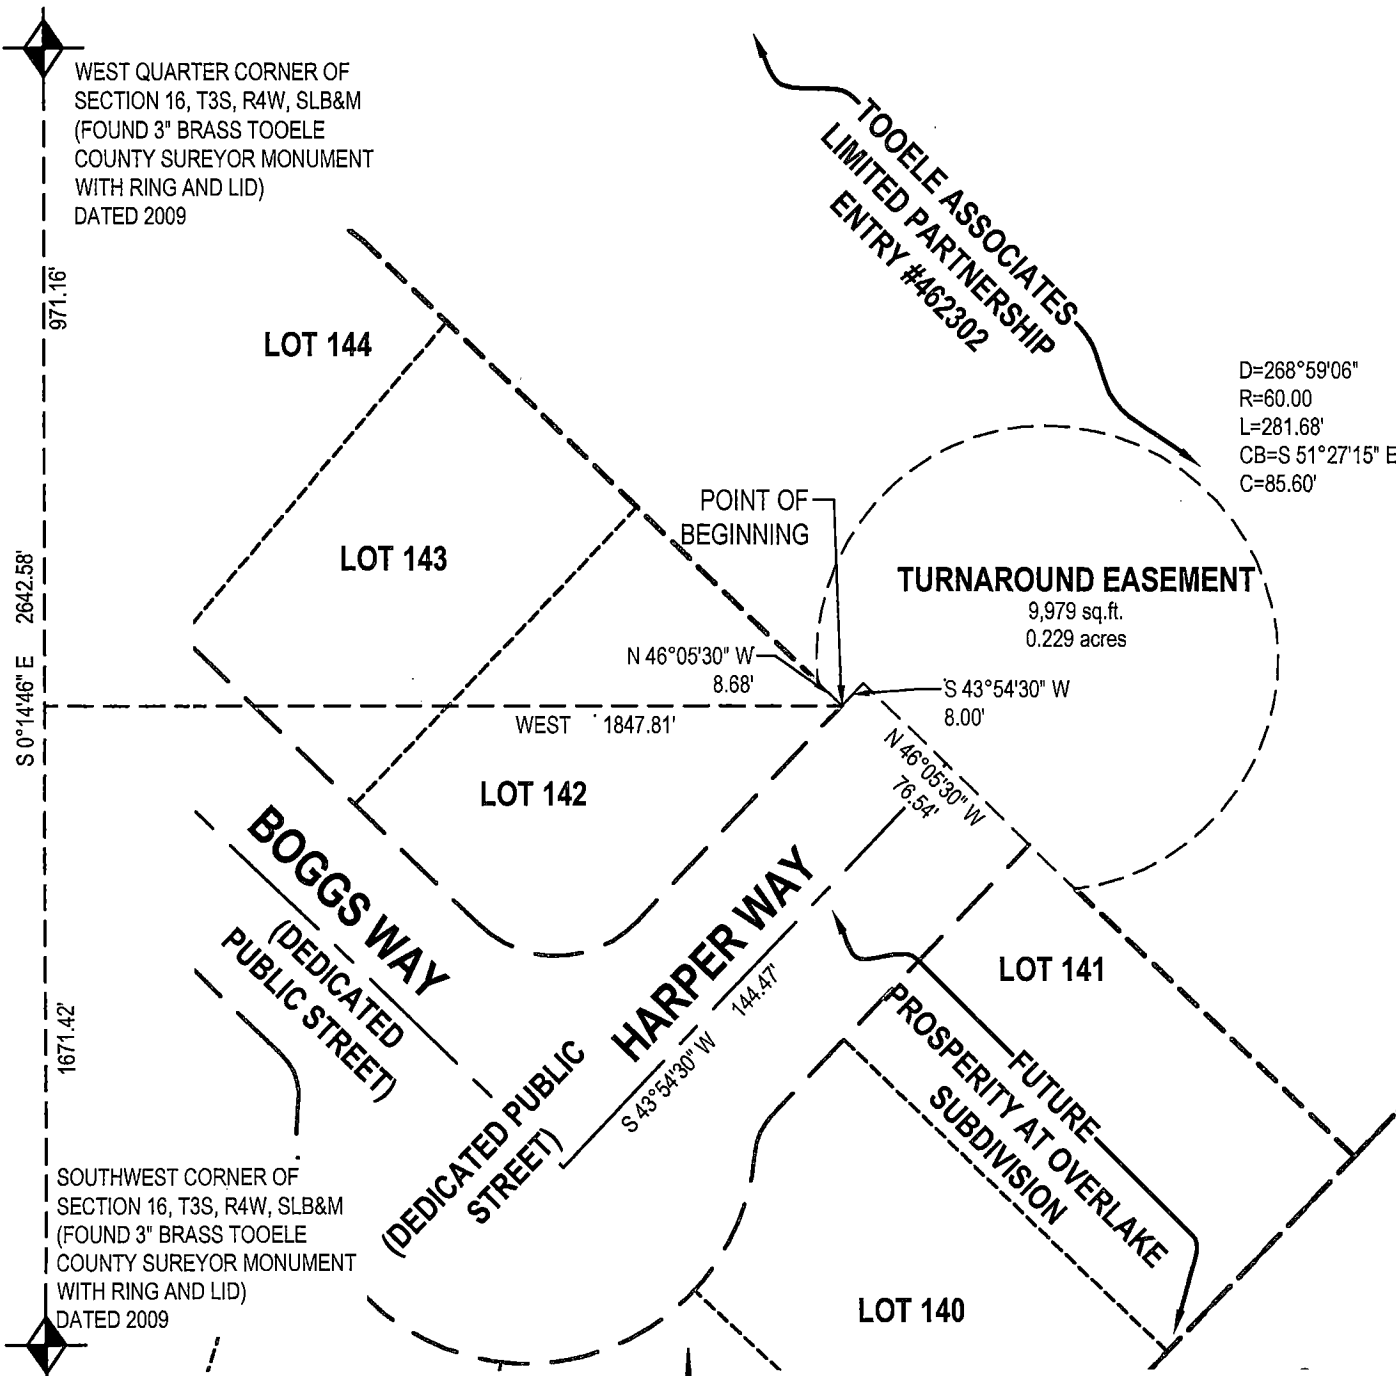 WEST QUARTER CORNER OF
SECTION 16, T3S, R4W, SLB&M
(FOUND 3" BRASS TOOELE
COUNTY SUREYOR MONUMENT
WITH RING AND LID)
DATED 2009
TOOELE ASSOCIATES
LIMITED PARTNERSHIP
ENTRY #462302
971.16'
LOT 144
D=268°59'06"
R=60.00
L=281.68'
CB=S 51°27'15" E
C=85.60'
POINT OF
BEGINNING
LOT 143
TURNAROUND EASEMENT
9,979 sq.ft.
0.229 acres
S 0°14'46" E 2642.58'
N 46°05'30" W
8.68'
S 43°54'30" W
8.00'
WEST 1847.81'
N 46°05'30" W
76.54'
LOT 142
BOGGS WAY
(DEDICATED
PUBLIC STREET)
HARPER WAY
(DEDICATED PUBLIC
STREET)
S 43°54'30" W 144.47'
LOT 141
FUTURE
PROSPERITY AT OVERLAKE
SUBDIVISION
1671.42'
SOUTHWEST CORNER OF
SECTION 16, T3S, R4W, SLB&M
(FOUND 3" BRASS TOOELE
COUNTY SUREYOR MONUMENT
WITH RING AND LID)
DATED 2009
LOT 140